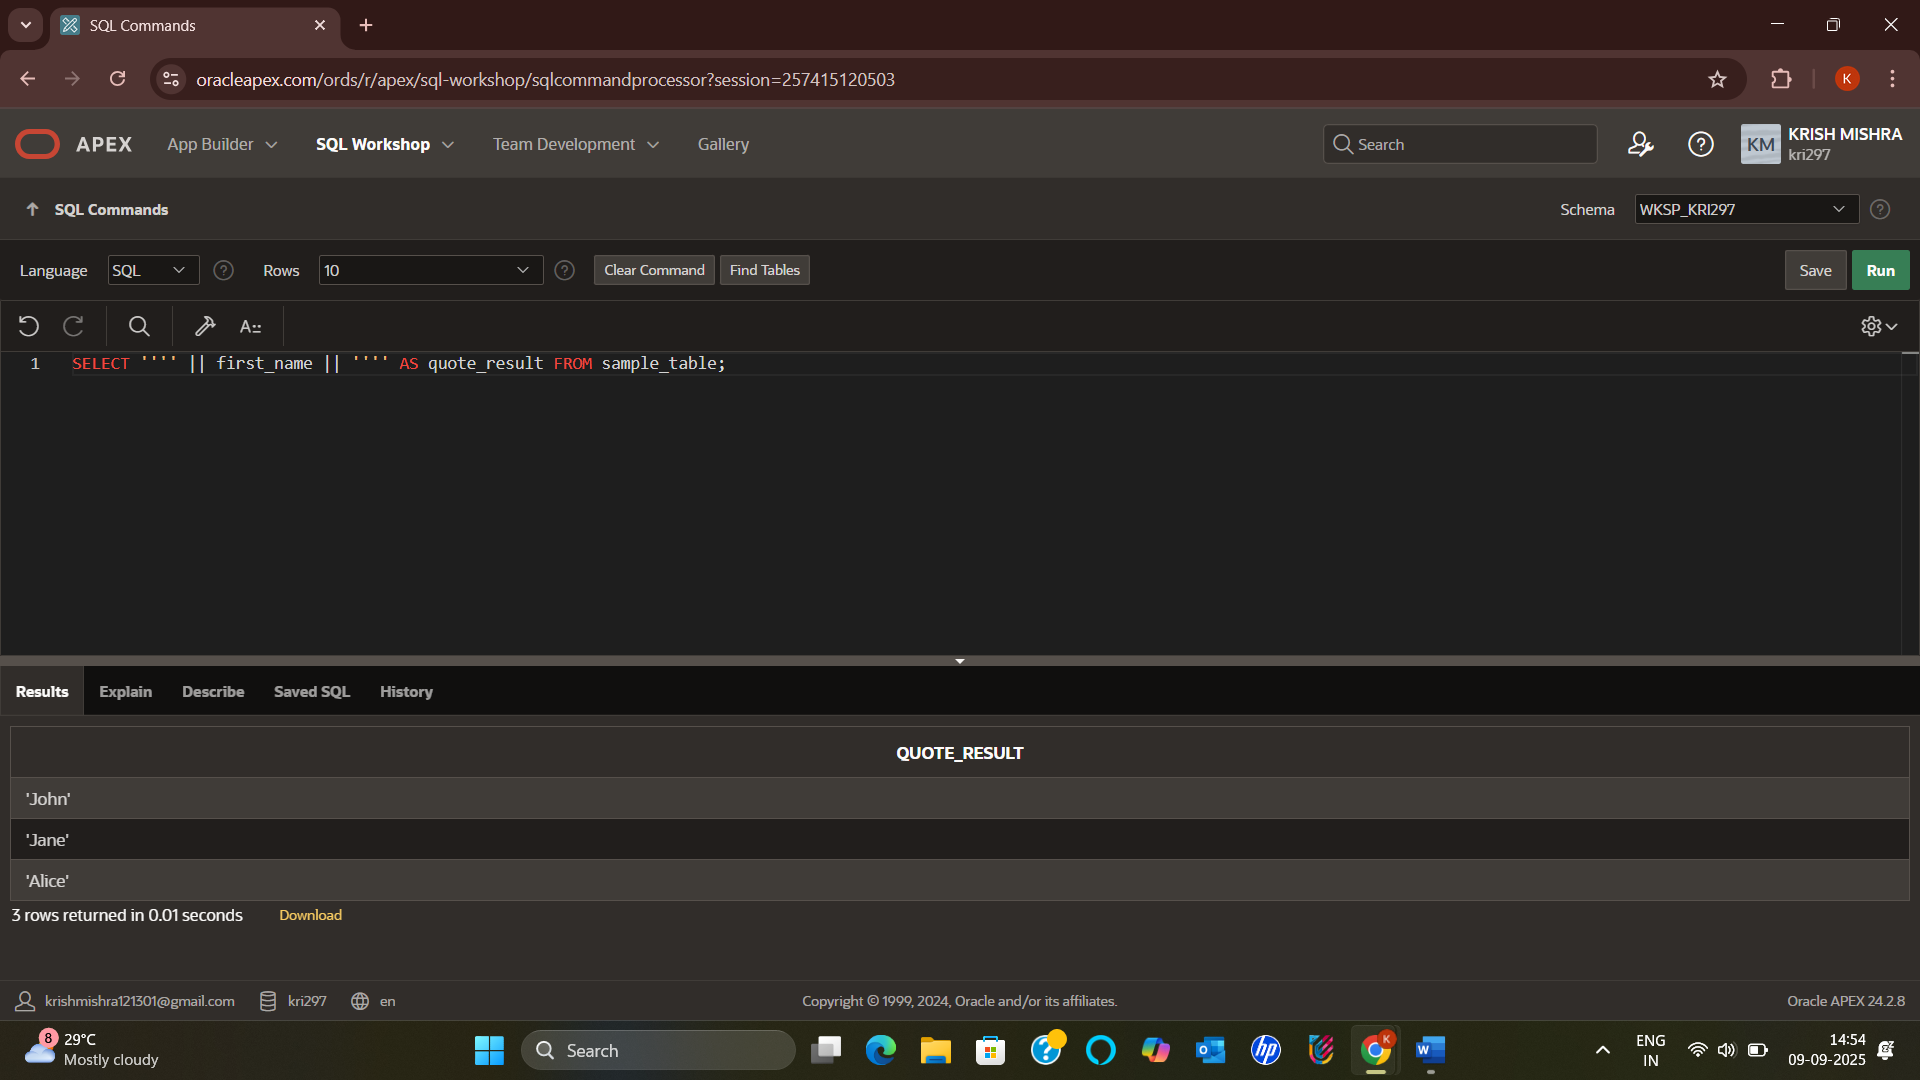 SQL Commands
oracleapex.com/ords/r/apex/sql-workshop/sqlcommandprocessor?session=257415120503
K
APEX
App Builder
SQL Workshop
Team Development
Gallery
Search
KM
KRISH MISHRA
kri297
SQL Commands
Schema
WKSP_KRI297
Language
SQL
Rows
10
Clear Command
Find Tables
Save
Run
1 SELECT '''' || first_name || '''' AS quote_result FROM sample_table;
Results
Explain
Describe
Saved SQL
History
QUOTE_RESULT
'John'
'Jane'
'Alice'
3 rows returned in 0.01 seconds
Download
krishmishra121301@gmail.com
kri297
en
Copyright © 1999, 2024, Oracle and/or its affiliates.
Oracle APEX 24.2.8
8
29°C
Mostly cloudy
Search
hp
K
W
ENG
IN
14:54
09-09-2025